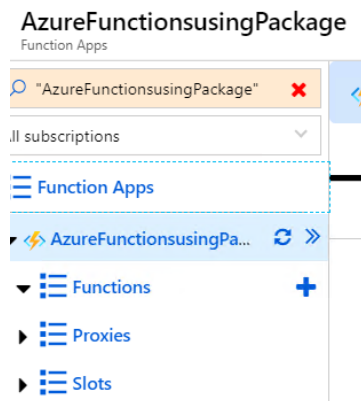 AzureFunctionsusingPackage
Function Apps
"AzureFunctionsusingPackage"
ll subscriptions
Function Apps
AzureFunctionsusingPa...
Functions
Proxies
Slots